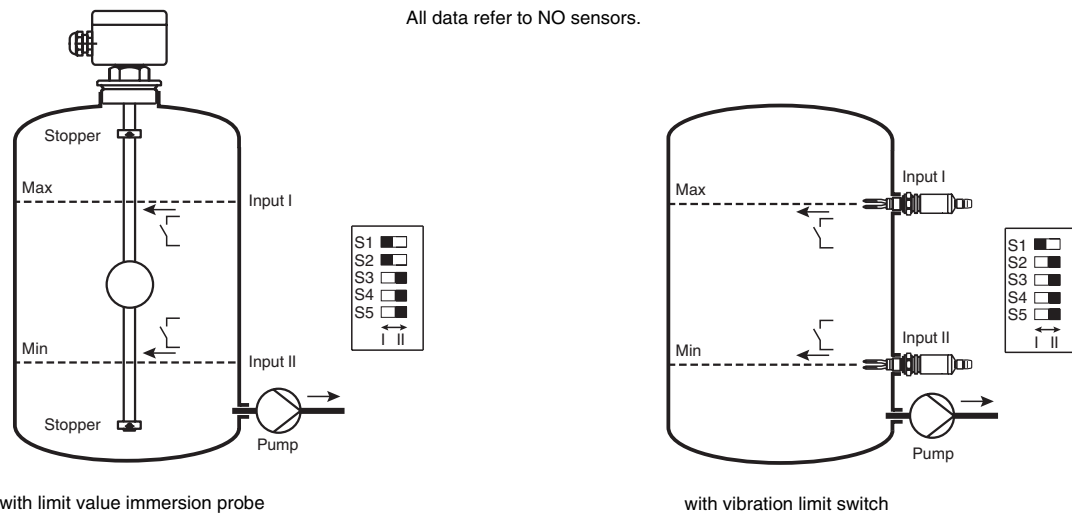 All data refer to NO sensors.
Stopper
Max
Input I
Min
Input II
Stopper
Pump
S1
S2
S3
S4
S5
I II
with limit value immersion probe
Max
Input I
Min
Input II
Pump
S1
S2
S3
S4
S5
I II
with vibration limit switch